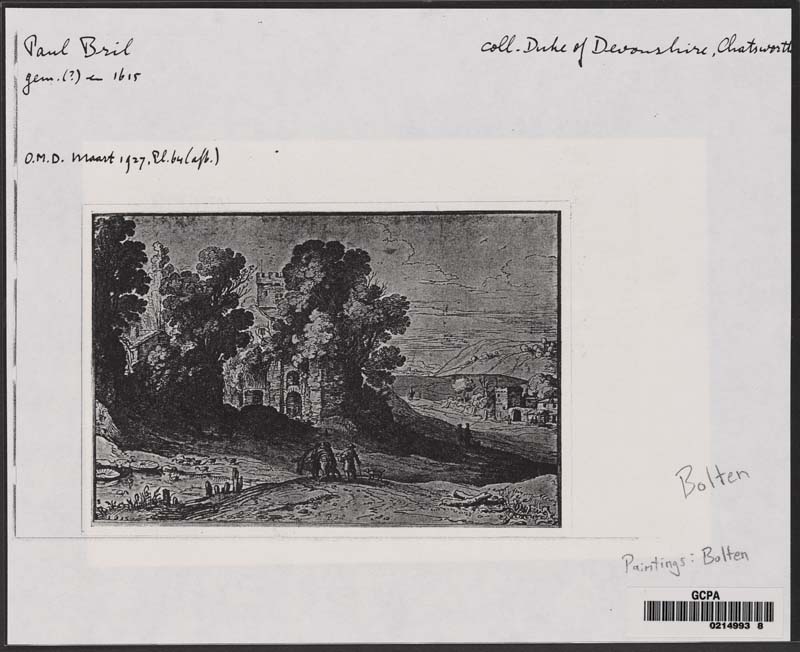 Paul Bril
gem. (?) en 1615
coll. Duke of Devonshire, Chatsworth
O.M.D. Maart 1927, Pl. 64 (afb.)
Bolten
Paintings: Bolten
GCPA
0214993 8